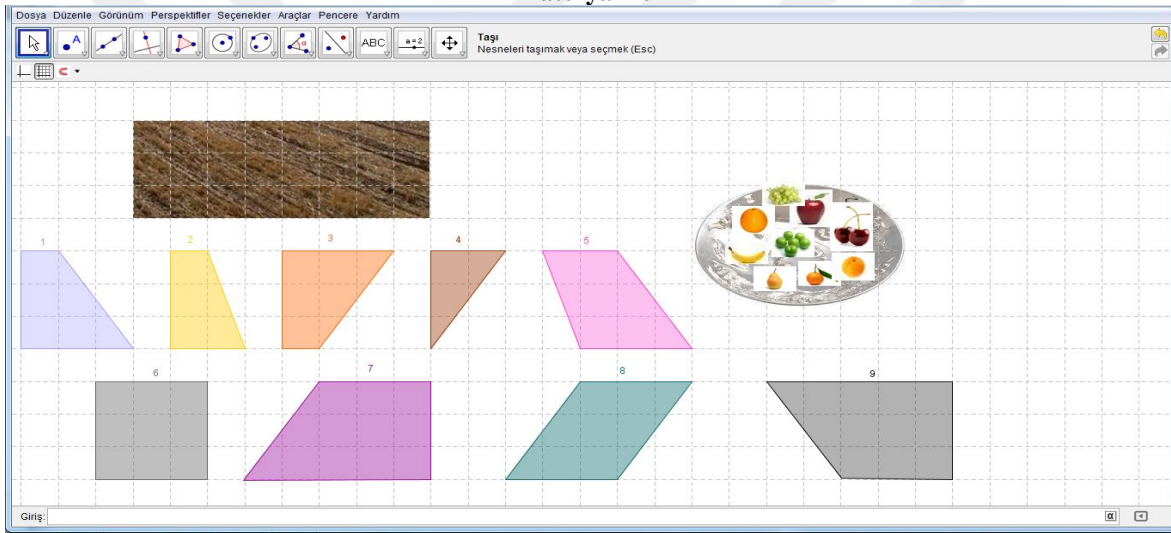 Dosya Düzenle Görünüm Perspektifler Seçenekler Araçlar Pencere Yardım
A
α
ABC
a=2
Taşı
Nesneleri taşımak veya seçmek (Esc)
1 2 3 4 5
6 7 8 9
Giriş:
α